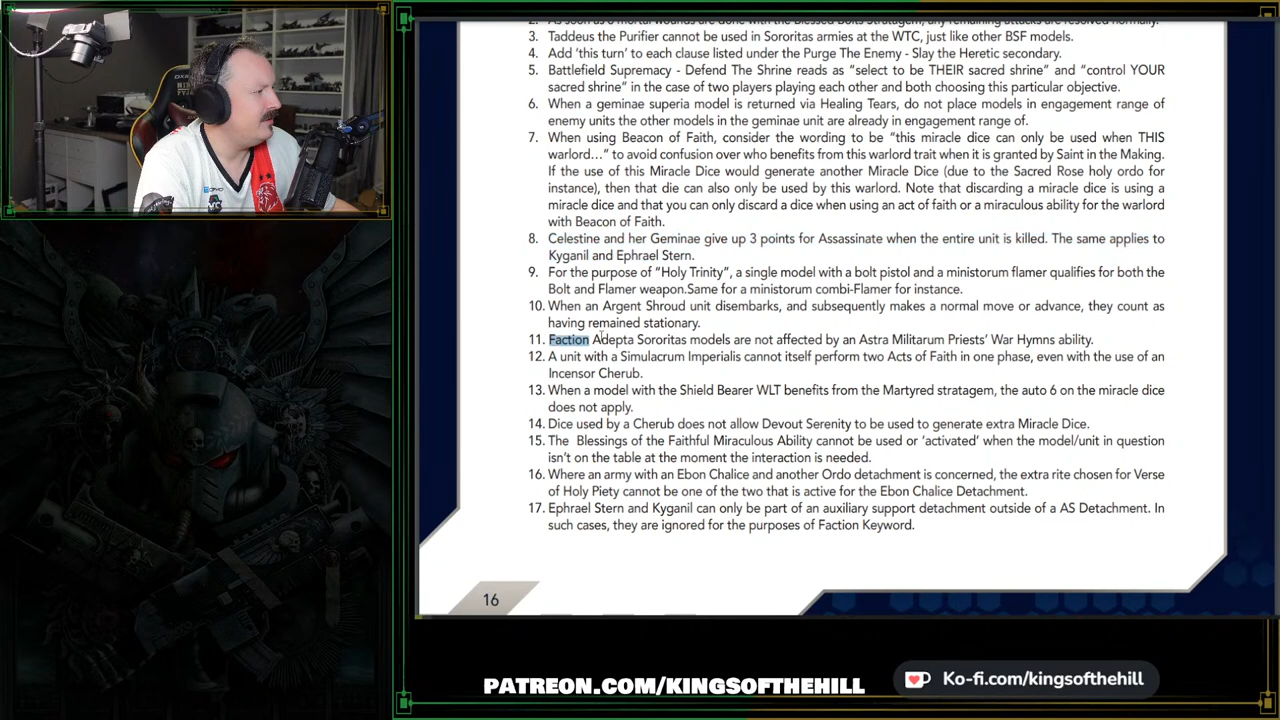 2. As soon as 6 mortal wounds are done with the Blessed Bolts Stratagem, any remaining attacks are resolved normally.
3. Taddeus the Purifier cannot be used in Sororitas armies at the WTC, just like other BSF models.
4. Add ‘this turn’ to each clause listed under the Purge The Enemy - Slay the Heretic secondary.
5. Battlefield Supremacy - Defend The Shrine reads as “select to be THEIR sacred shrine” and “control YOUR
sacred shrine” in the case of two players playing each other and both choosing this particular objective.
6. When a geminae superia model is returned via Healing Tears, do not place models in engagement range of
enemy units the other models in the geminae unit are already in engagement range of.
7. When using Beacon of Faith, consider the wording to be “this miracle dice can only be used when THIS
warlord...” to avoid confusion over who benefits from this warlord trait when it is granted by Saint in the Making.
If the use of this Miracle Dice would generate another Miracle Dice (due to the Sacred Rose holy ordo for
instance), then that die can also only be used by this warlord. Note that discarding a miracle dice is using a
miracle dice and that you can only discard a dice when using an act of faith or a miraculous ability for the warlord
with Beacon of Faith.
8. Celestine and her Geminae give up 3 points for Assassinate when the entire unit is killed. The same applies to
Kyganil and Ephrael Stern.
9. For the purpose of “Holy Trinity”, a single model with a bolt pistol and a ministorum flamer qualifies for both the
Bolt and Flamer weapon.Same for a ministorum combi-Flamer for instance.
10. When an Argent Shroud unit disembarks, and subsequently makes a normal move or advance, they count as
having remained stationary.
11. Faction Adepta Sororitas models are not affected by an Astra Militarum Priests’ War Hymns ability.
12. A unit with a Simulacrum Imperialis cannot itself perform two Acts of Faith in one phase, even with the use of an
Incensor Cherub.
13. When a model with the Shield Bearer WLT benefits from the Martyred stratagem, the auto 6 on the miracle dice
does not apply.
14. Dice used by a Cherub does not allow Devout Serenity to be used to generate extra Miracle Dice.
15. The Blessings of the Faithful Miraculous Ability cannot be used or ‘activated’ when the model/unit in question
isn’t on the table at the moment the interaction is needed.
16. Where an army with an Ebon Chalice and another Ordo detachment is concerned, the extra rite chosen for Verse
of Holy Piety cannot be one of the two that is active for the Ebon Chalice Detachment.
17. Ephrael Stern and Kyganil can only be part of an auxiliary support detachment outside of a AS Detachment. In
such cases, they are ignored for the purposes of Faction Keyword.
16
PATREON.COM/KINGSOFTHEHILL
Ko-fi.com/kingsofthehill